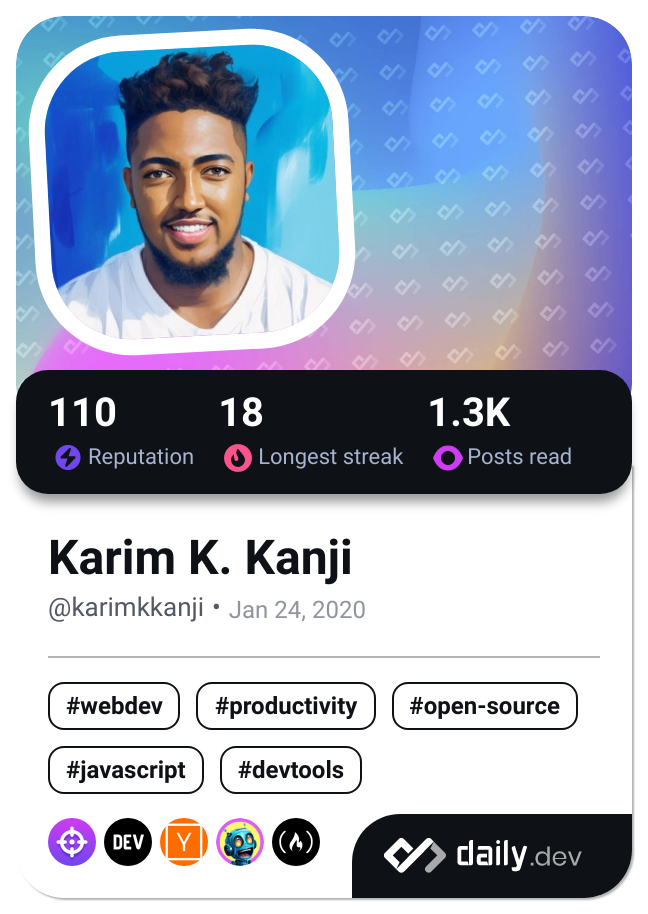 110 18 1.3K
Reputation Longest streak Posts read
Karim K. Kanji
@karimkkanji • Jan 24, 2020
#webdev #productivity #open-source
#javascript #devtools
DEV Y
daily.dev